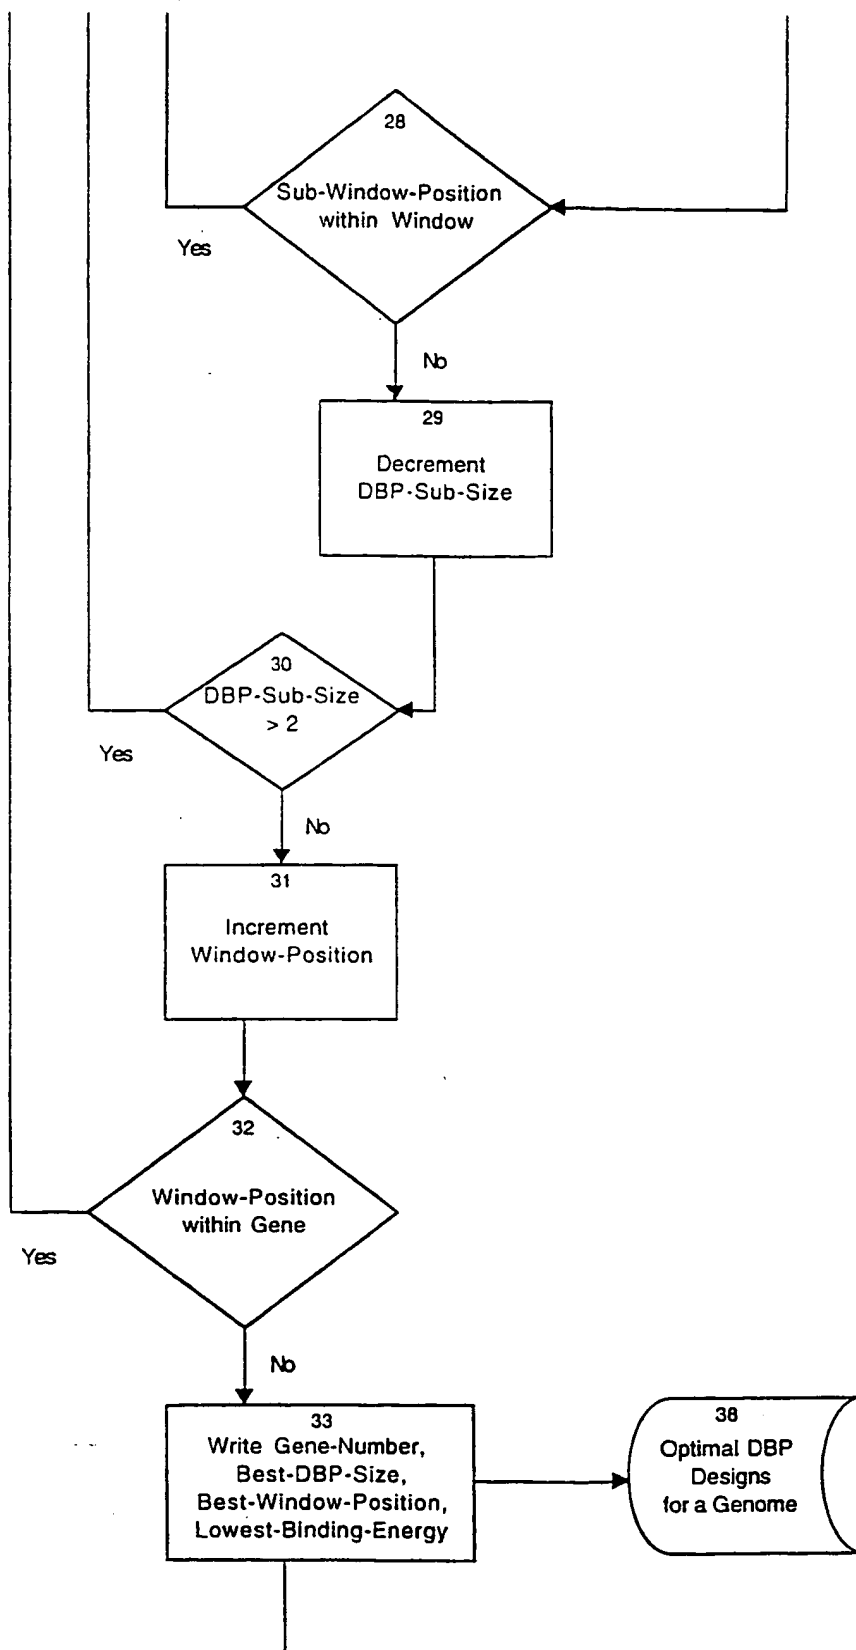 28
Sub-Window-Position
within Window
Yes
No
29
Decrement
DBP-Sub-Size
30
DBP-Sub-Size
> 2
Yes
No
31
Increment
Window-Position
32
Window-Position
within Gene
Yes
No
33
Write Gene-Number,
Best-DBP-Size,
Best-Window-Position,
Lowest-Binding-Energy
38
Optimal DBP
Designs
for a Genome